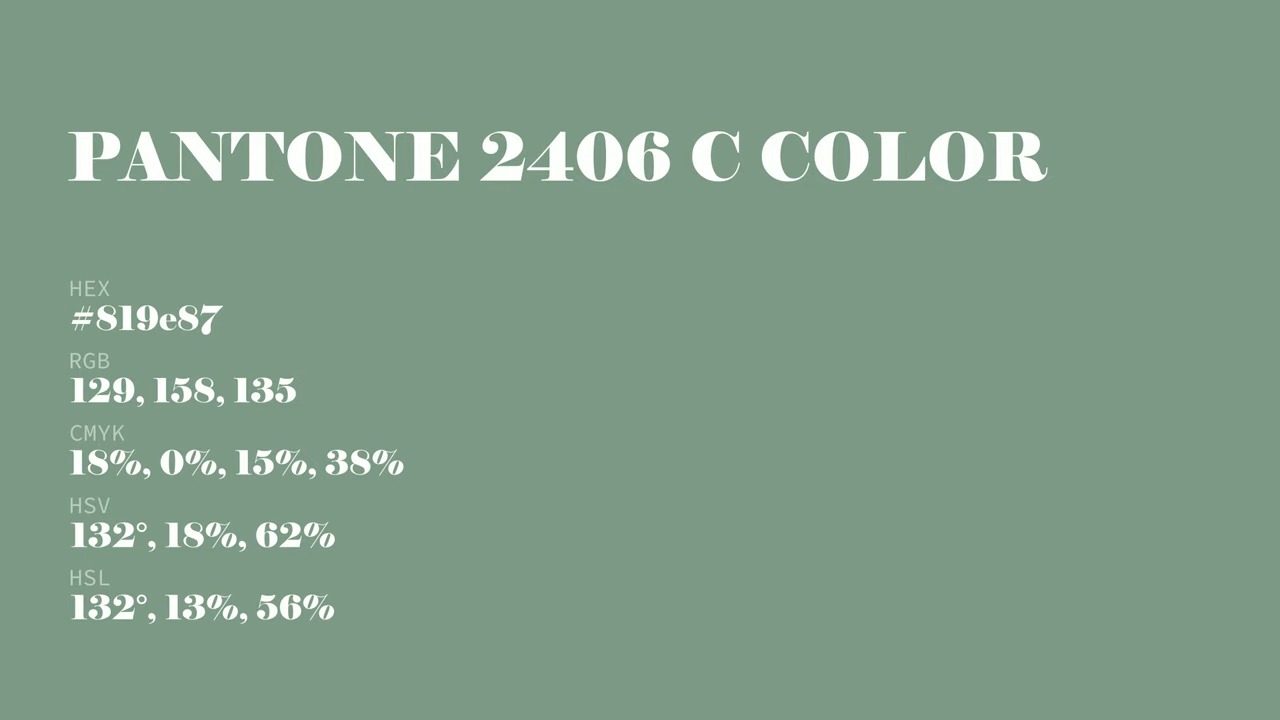 PANTONE 2406 C COLOR
HEX
#819e87
RGB
129, 158, 135
CMYK
18%, 0%, 15%, 38%
HSV
132°, 18%, 62%
HSL
132°, 13%, 56%